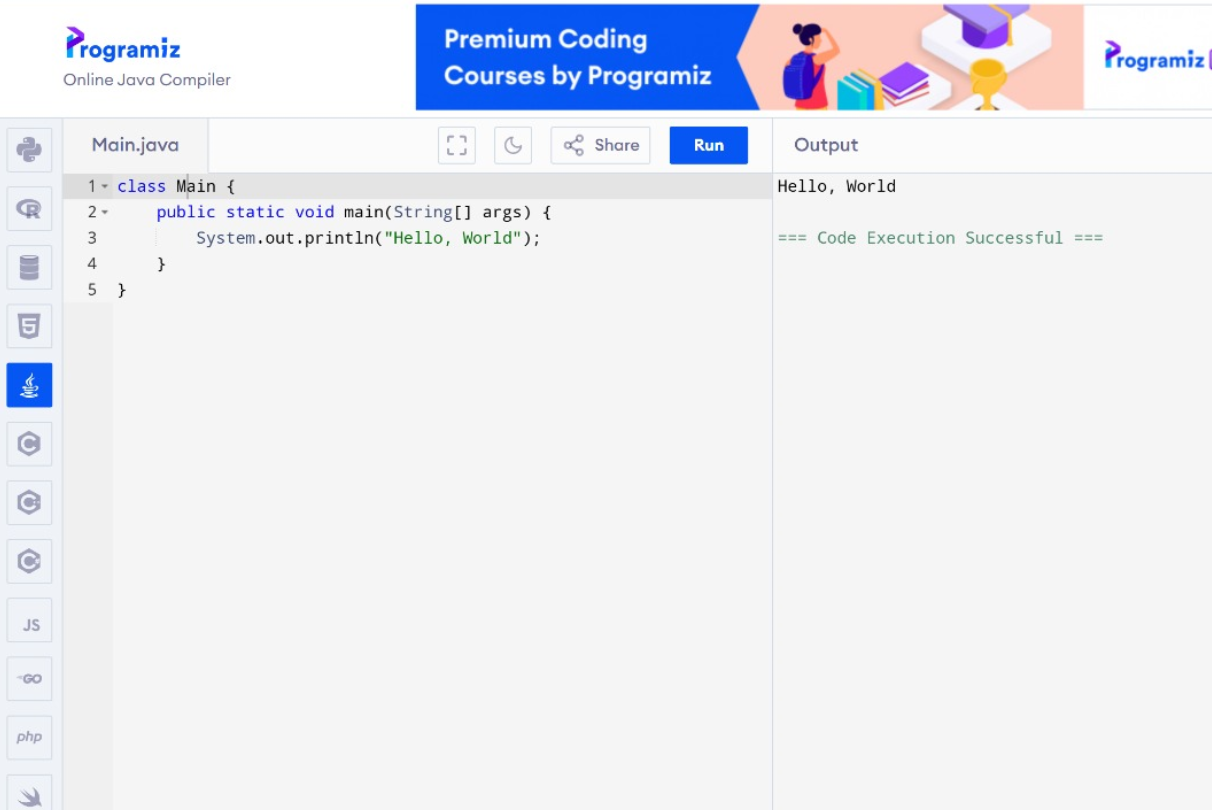 Programiz
Online Java Compiler
Premium Coding
Courses by Programiz
Programiz
Main.java
Share
Run
Output
1 class Main {
2     public static void main(String[] args) {
3         System.out.println("Hello, World");
4     }
5 }
Hello, World
=== Code Execution Successful ===
JS
GO
php